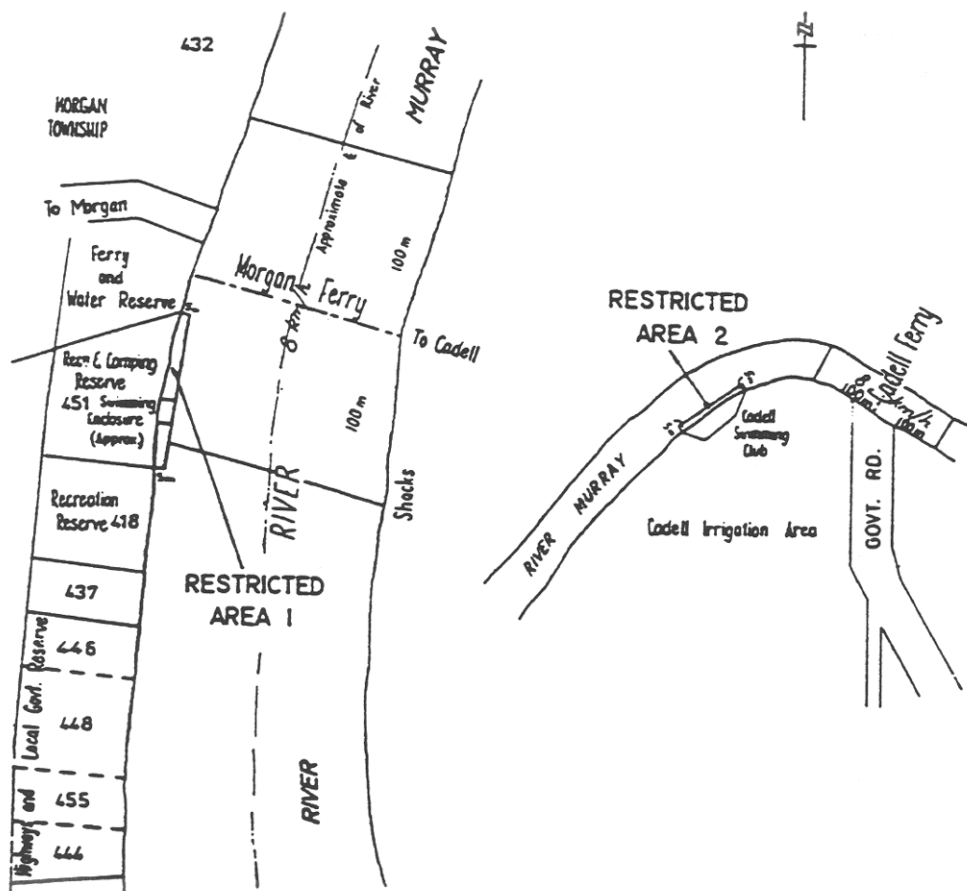 432
MORGAN
TOWNSHIP
To Morgan
Ferry
and
Water Reserve
Recn & Camping
Reserve
451 Swimming
Enclosure
(Approx.)
Recreation
Reserve 418
437
446
448
455
444
Highways and Local Govt. Reserve
MURRAY
Approximate ℄ of River
100 m
Morgan Ferry
8 km/h
To Cadell
100 m
RIVER
Shacks
RESTRICTED
AREA 1
RIVER
N
RESTRICTED
AREA 2
Cadell Ferry
8 km/h
100m
100m
Cadell
Swimming
Club
RIVER MURRAY
Cadell Irrigation Area
GOVT. RD.